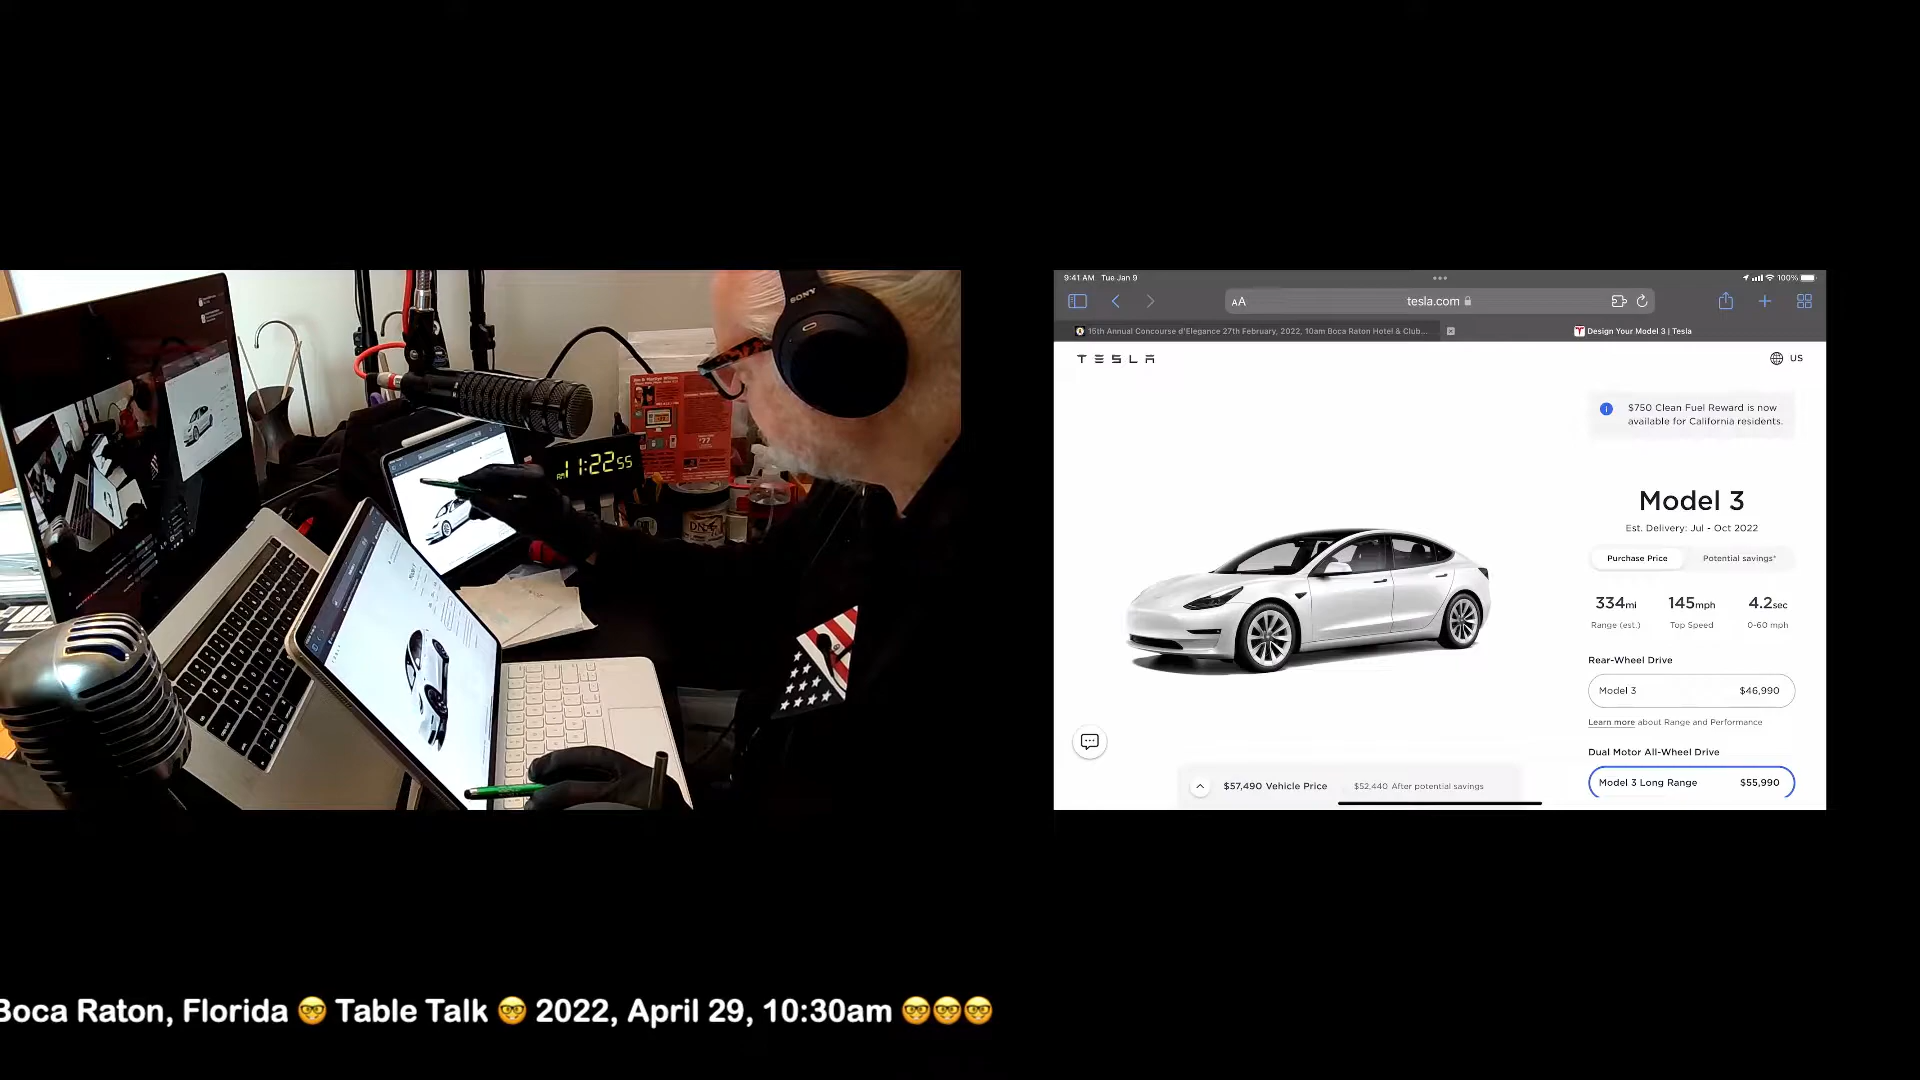 SONY
AM 11:22 55
$77
9:41 AM Tue Jan 9
100%
AA
tesla.com
15th Annual Concourse d'Elegance 27th February, 2022, 10am Boca Raton Hotel & Club...
Design Your Model 3 | Tesla
TESLA
US
$750 Clean Fuel Reward is now
available for California residents.
Model 3
Est. Delivery: Jul - Oct 2022
Purchase Price
Potential savings*
334mi
145mph
4.2sec
Range (est.)
Top Speed
0-60 mph
Rear-Wheel Drive
Model 3 $46,990
Learn more about Range and Performance
Dual Motor All-Wheel Drive
Model 3 Long Range $55,990
$57,490 Vehicle Price
$52,440 After potential savings
Boca Raton, Florida 🤓 Table Talk 🤓 2022, April 29, 10:30am 🤓🤓🤓